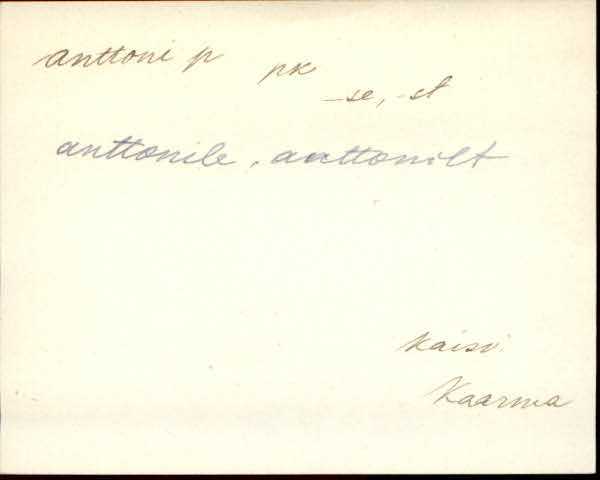 anttoni p pk
-se, -st
anttonile, anttonilt
Kaisv.
Kaarma